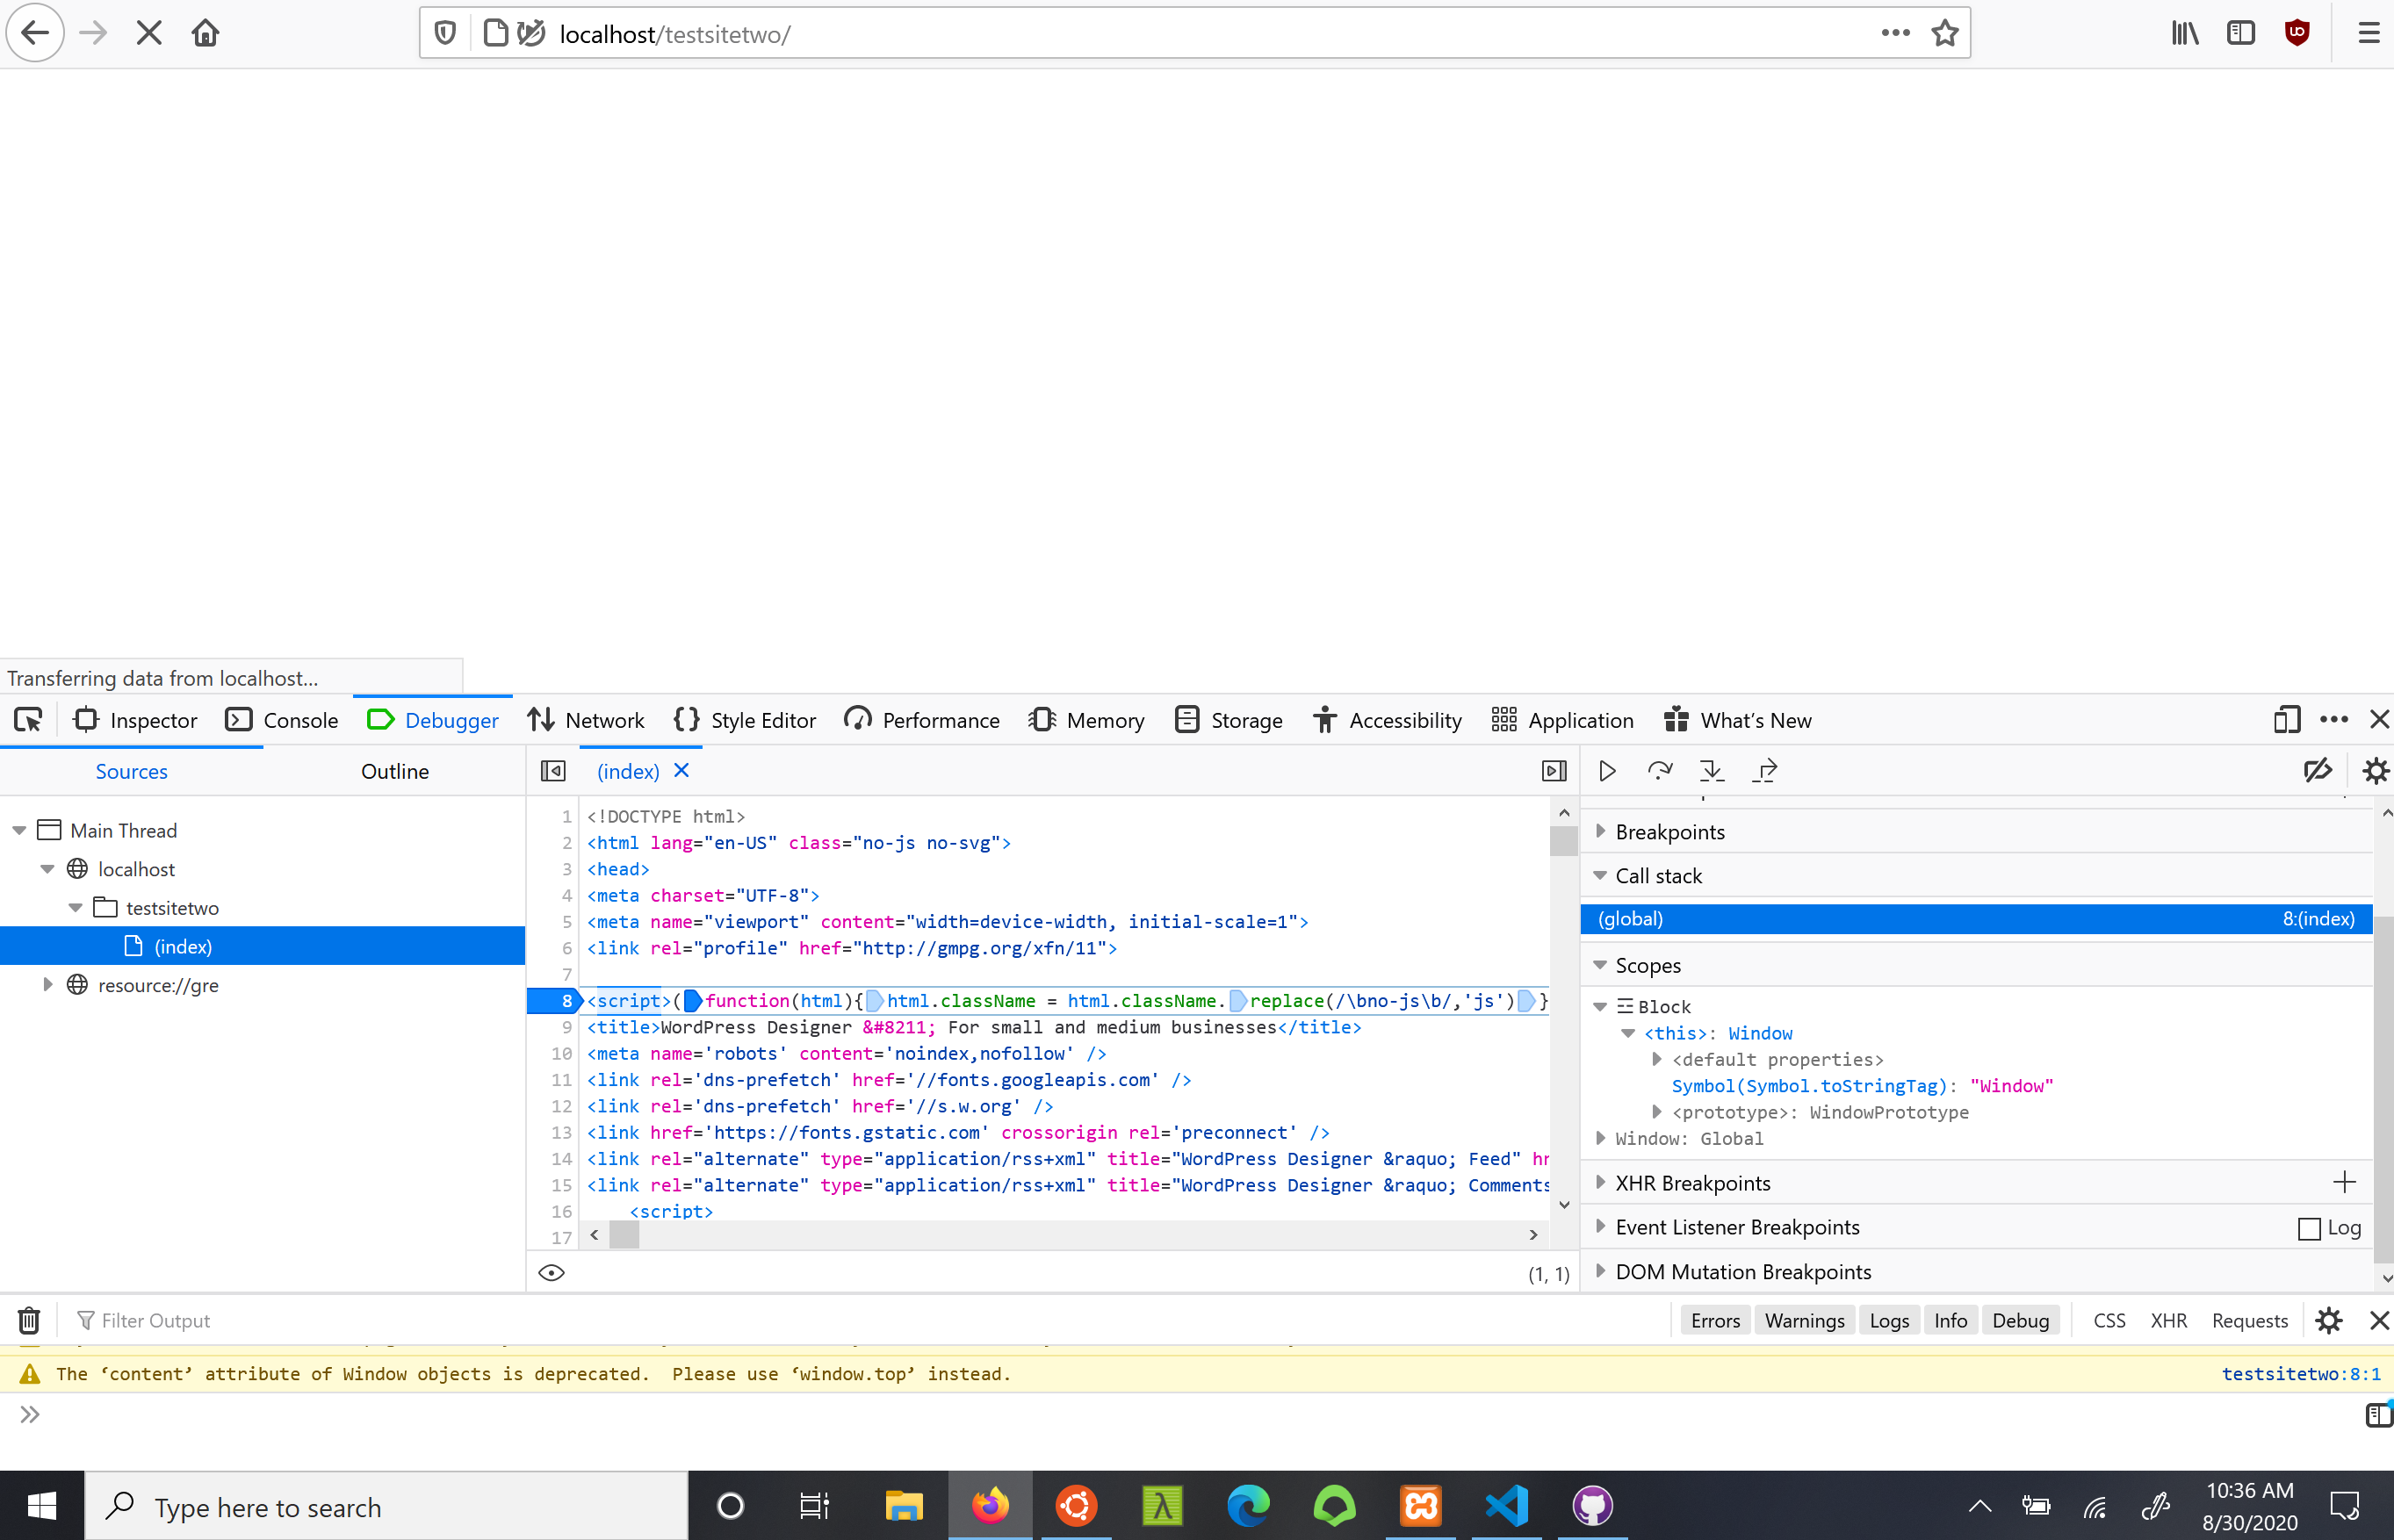 localhost/testsitetwo/
Transferring data from localhost...
Inspector Console Debugger Network Style Editor Performance Memory Storage Accessibility Application What's New
Sources Outline (index)
Main Thread
localhost
testsitetwo
(index)
resource://gre
1 <!DOCTYPE html>
2 <html lang="en-US" class="no-js no-svg">
3 <head>
4 <meta charset="UTF-8">
5 <meta name="viewport" content="width=device-width, initial-scale=1">
6 <link rel="profile" href="http://gmpg.org/xfn/11">
7
8 <script>(function(html){html.className = html.className.replace(/\bno-js\b/,'js')}
9 <title>WordPress Designer &#8211; For small and medium businesses</title>
10 <meta name='robots' content='noindex,nofollow' />
11 <link rel='dns-prefetch' href='//fonts.googleapis.com' />
12 <link rel='dns-prefetch' href='//s.w.org' />
13 <link href='https://fonts.gstatic.com' crossorigin rel='preconnect' />
14 <link rel="alternate" type="application/rss+xml" title="WordPress Designer &raquo; Feed" hr
15 <link rel="alternate" type="application/rss+xml" title="WordPress Designer &raquo; Comments
16 <script>
17
(1, 1)
Breakpoints
Call stack
(global) 8:(index)
Scopes
Block
<this>: Window
<default properties>
Symbol(Symbol.toStringTag): "Window"
<prototype>: WindowPrototype
Window: Global
XHR Breakpoints
Event Listener Breakpoints Log
DOM Mutation Breakpoints
Filter Output Errors Warnings Logs Info Debug CSS XHR Requests
The ‘content’ attribute of Window objects is deprecated.  Please use ‘window.top’ instead. testsitetwo:8:1
Type here to search
10:36 AM
8/30/2020